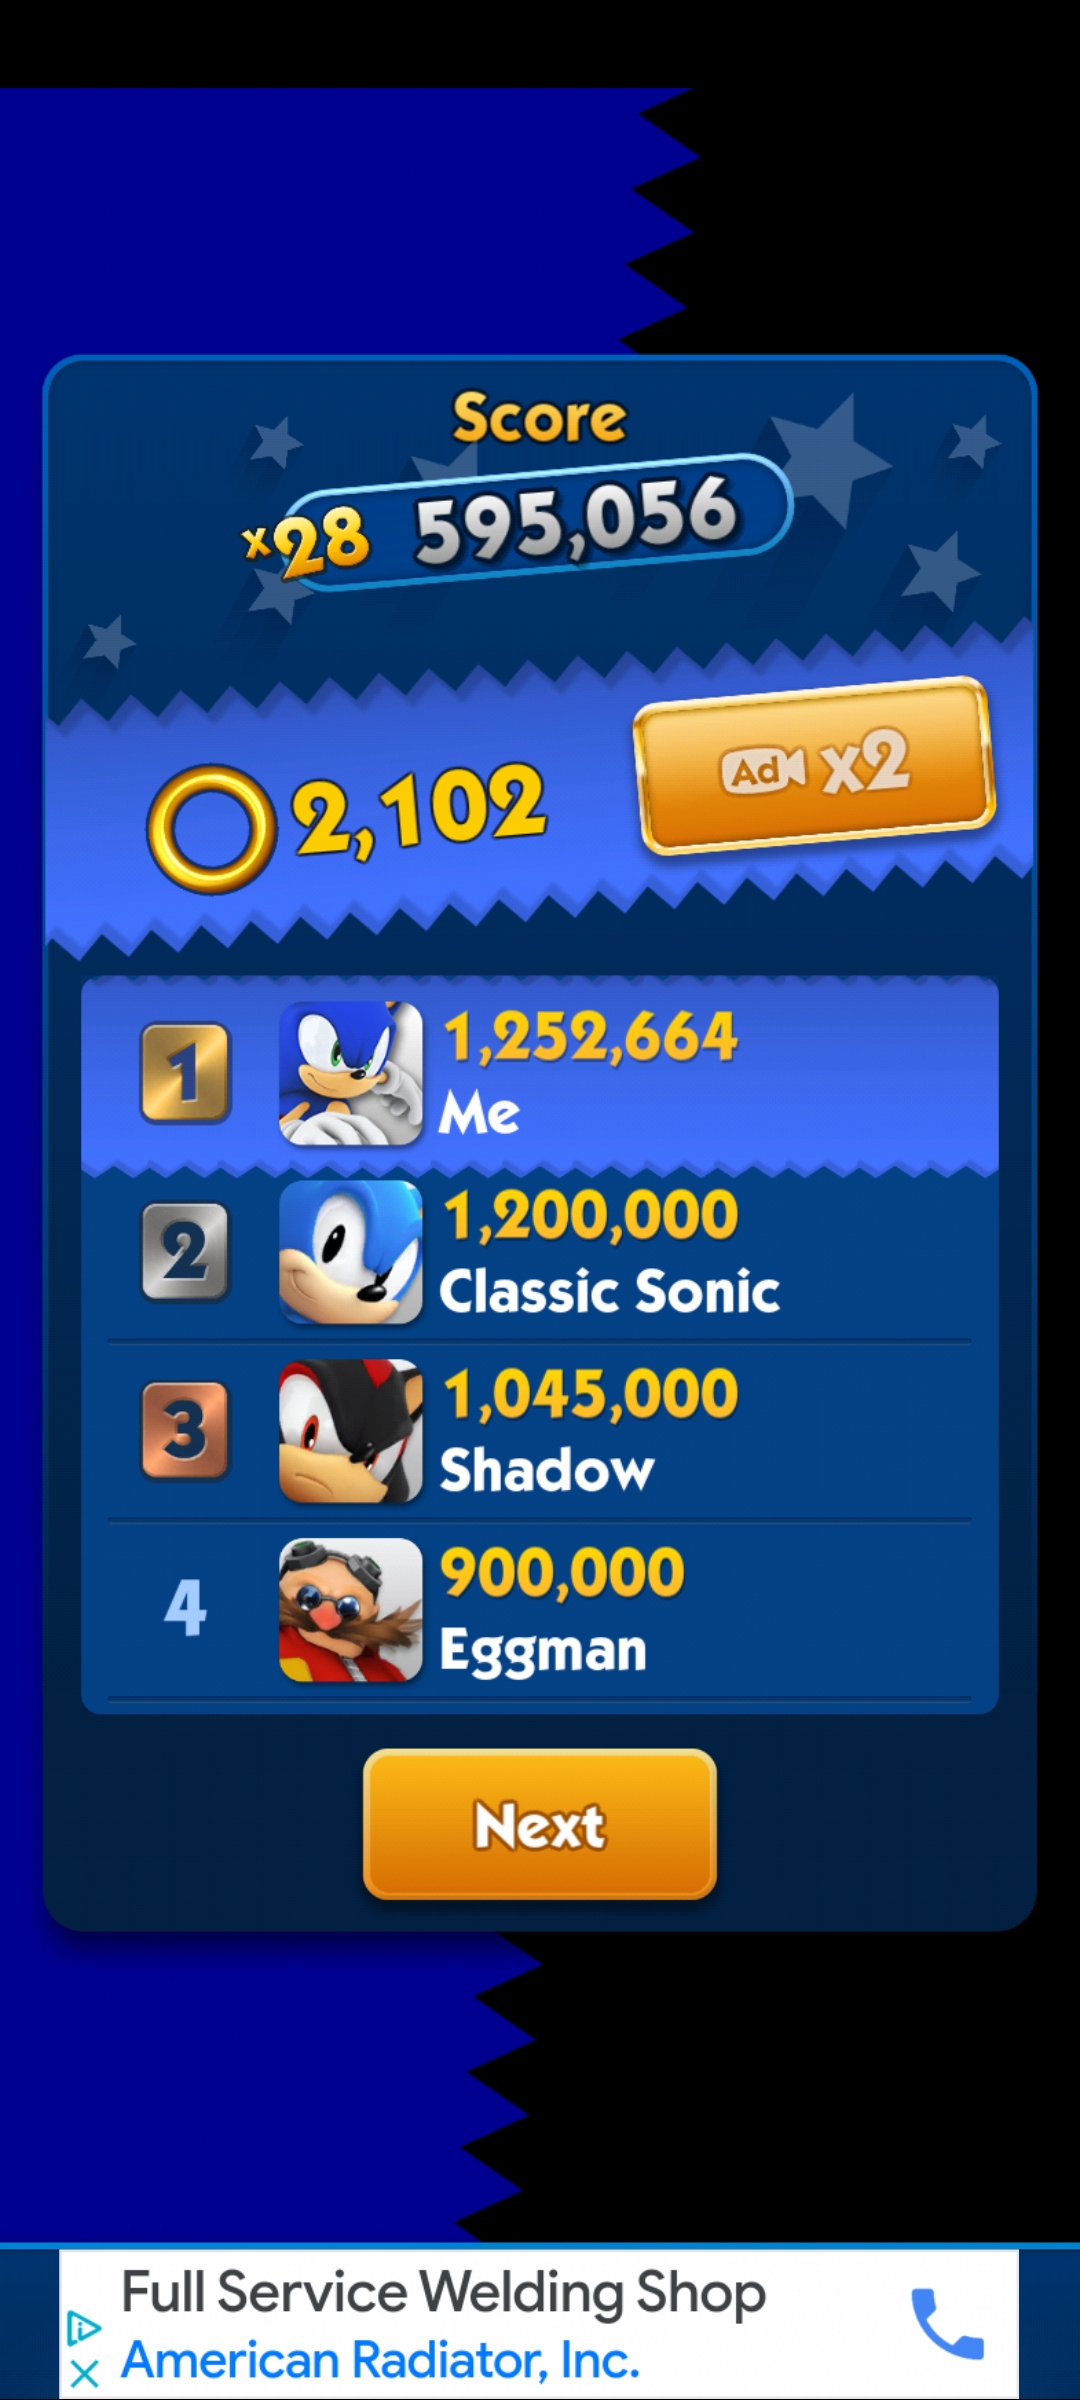 Score
x28 595,056
2,102
Ad x2
1 1,252,664
Me
2 1,200,000
Classic Sonic
3 1,045,000
Shadow
4 900,000
Eggman
Next
Full Service Welding Shop
American Radiator, Inc.